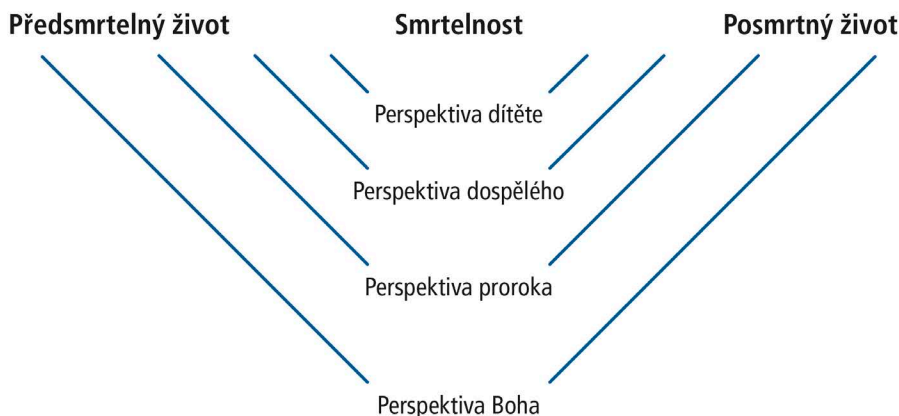 Předsmrtelný život Smrtelnost Posmrtný život
Perspektiva dítěte
Perspektiva dospělého
Perspektiva proroka
Perspektiva Boha